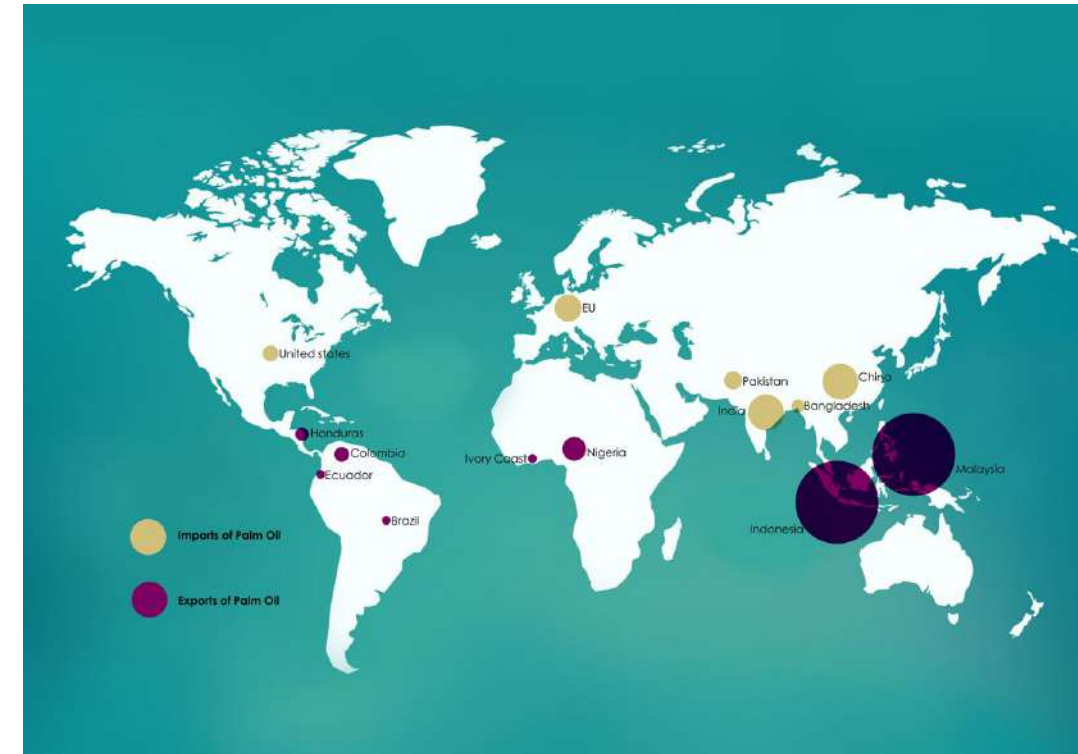 EU
United states
Pakistan
China
India
Bangladesh
Honduras
Colombia
Ivory Coast
Nigeria
Ecuador
Malaysia
Brazil
Indonesia
Imports of Palm Oil
Exports of Palm Oil